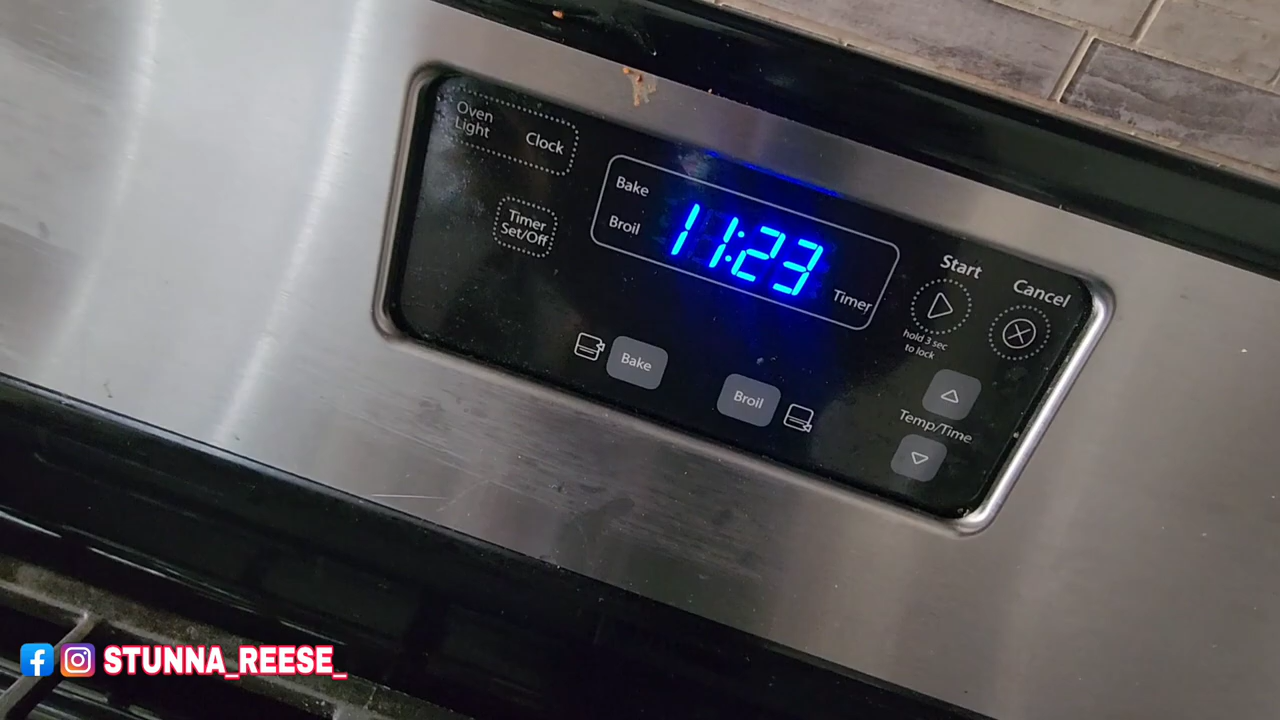 Oven
Light
Clock
Timer
Set/Off
Bake
Broil
11:23
Timer
Start
hold 3 sec
to lock
Cancel
Bake
Broil
Temp/Time
STUNNA_REESE_